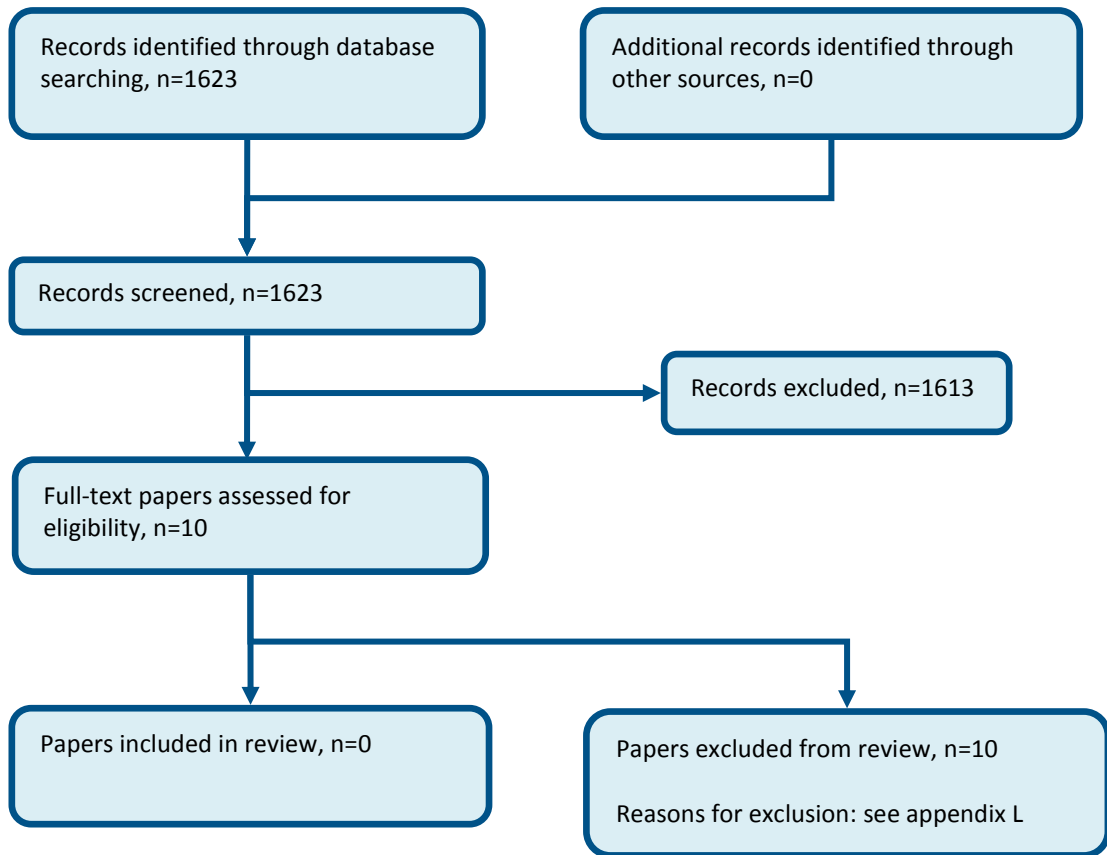 Records identified through database
searching, n=1623
Additional records identified through
other sources, n=0
Records screened, n=1623
Records excluded, n=1613
Full-text papers assessed for
eligibility, n=10
Papers included in review, n=0
Papers excluded from review, n=10
Reasons for exclusion: see appendix L